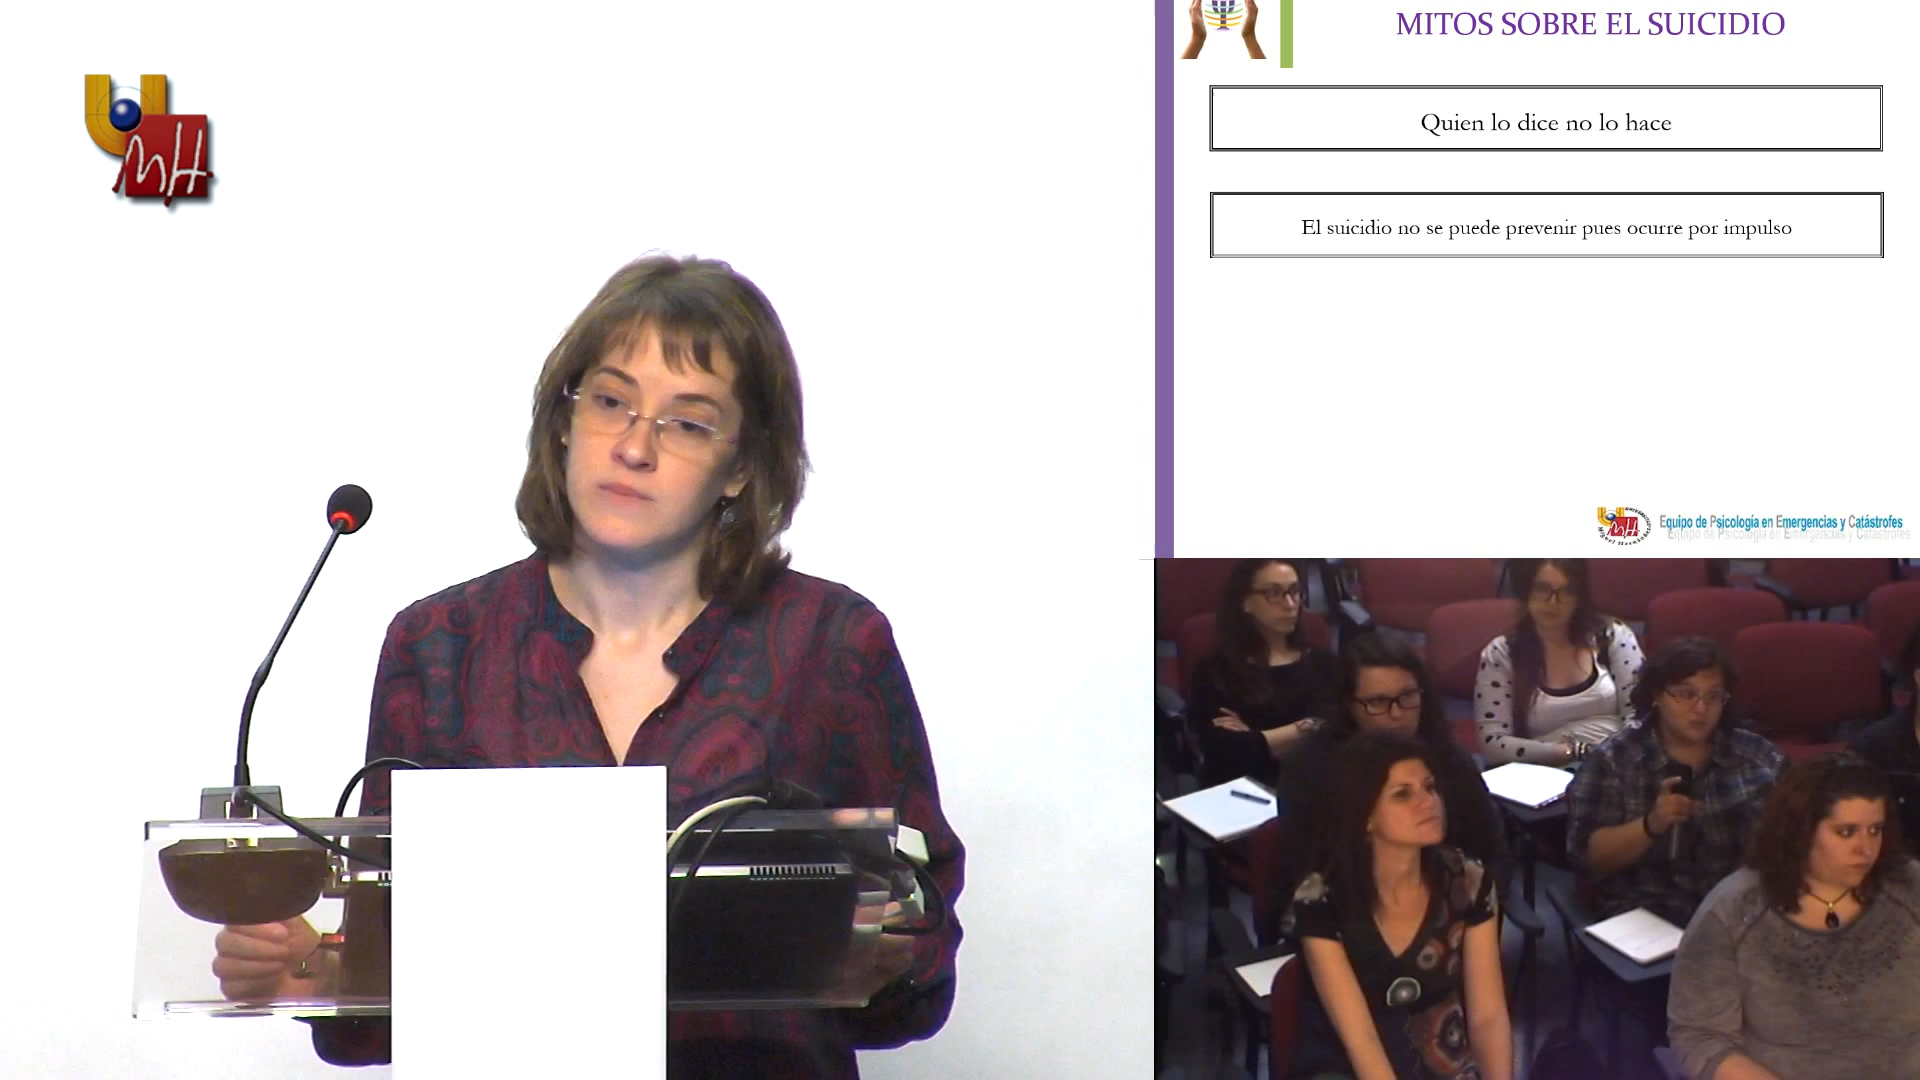 UMH
MITOS SOBRE EL SUICIDIO
Quien lo dice no lo hace
El suicidio no se puede prevenir pues ocurre por impulso
Equipo de Psicología en Emergencias y Catástrofes